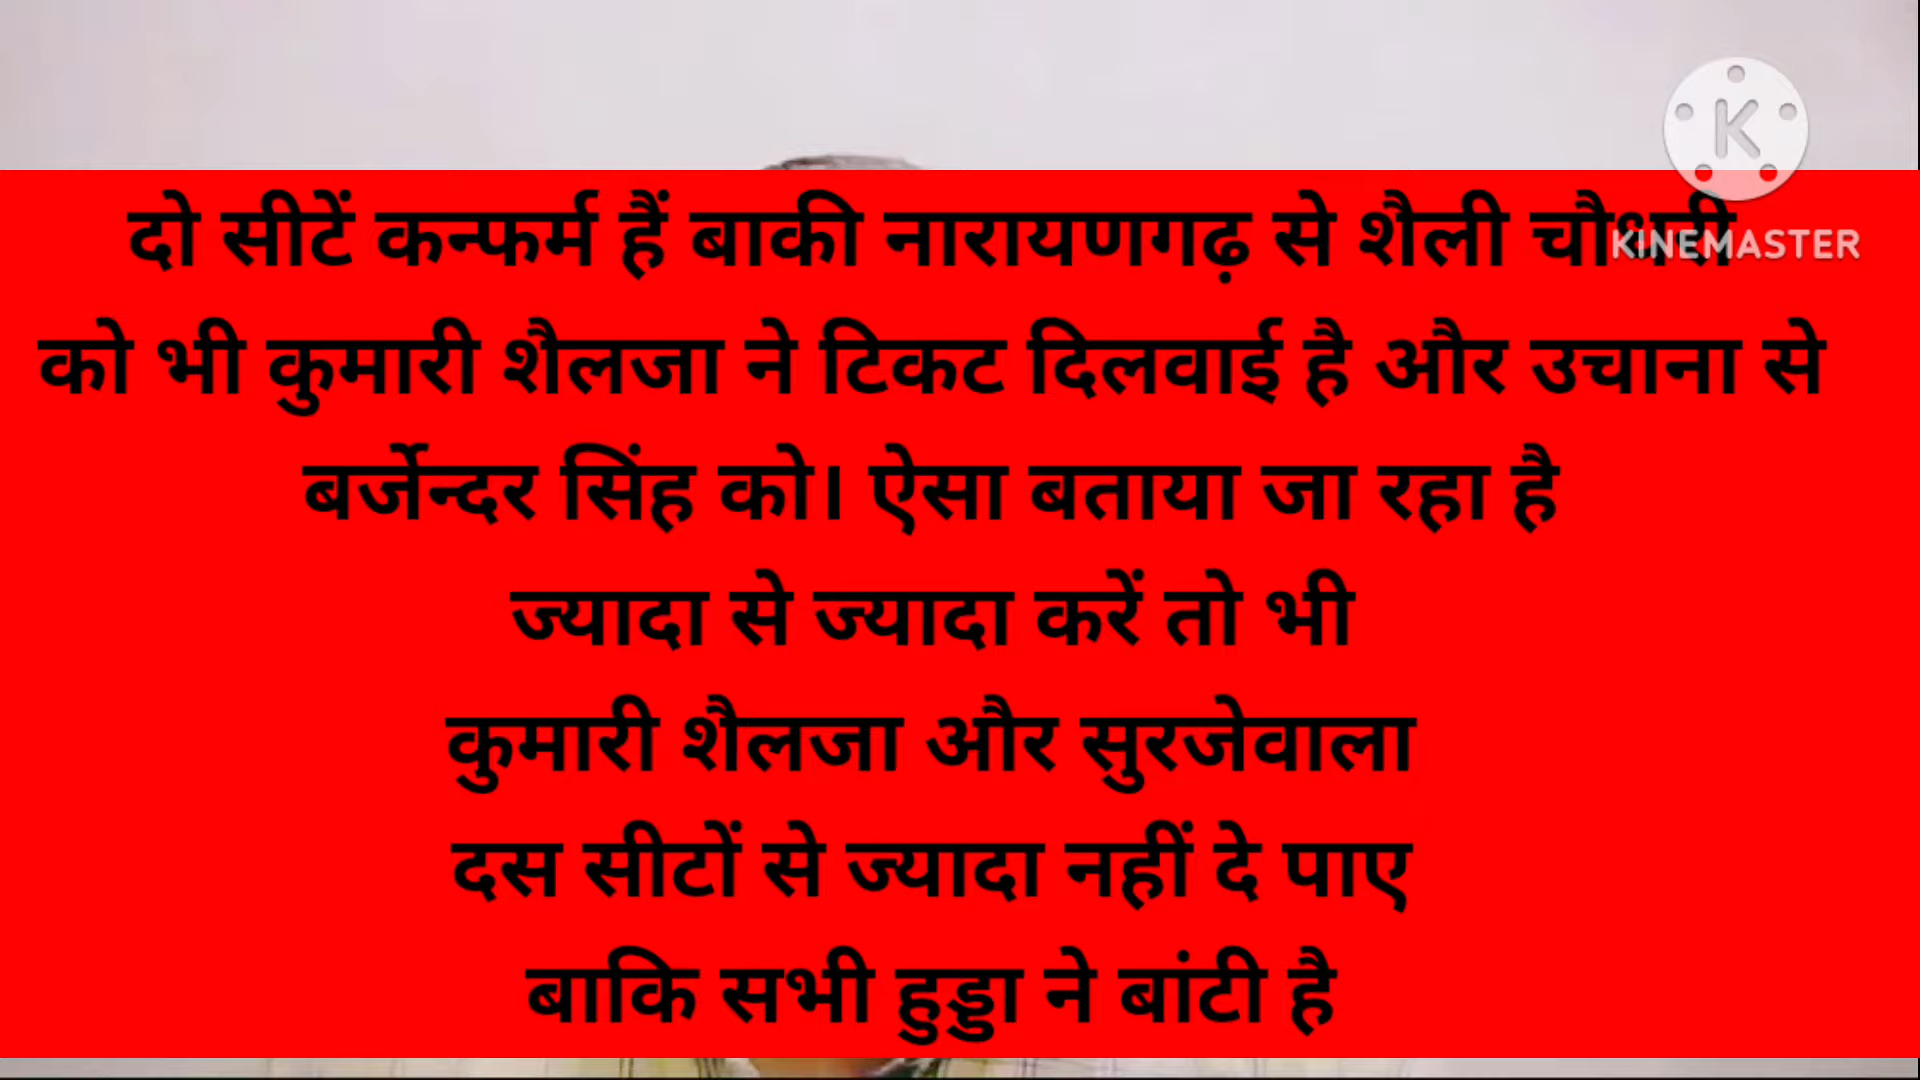 K
KINEMASTER
दो सीटें कन्फर्म हैं बाकी नारायणगढ़ से शैली चौधरी
को भी कुमारी शैलजा ने टिकट दिलवाई है और उचाना से
बर्जेन्दर सिंह को। ऐसा बताया जा रहा है
ज्यादा से ज्यादा करें तो भी
कुमारी शैलजा और सुरजेवाला
दस सीटों से ज्यादा नहीं दे पाए
बाकि सभी हुड्डा ने बांटी है